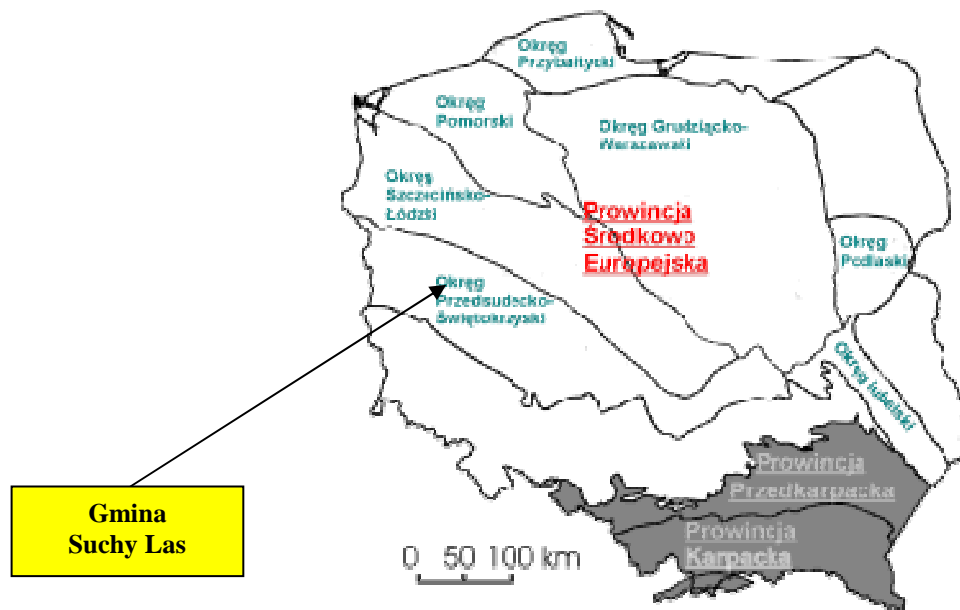 Okręg
Przybałtycki
Okręg
Pomorski
Okręg Grudziącko-
Warszawski
Okręg
Szczecińsko-
Łódzki
Prowincja
Środkowo
Europejska
Okręg
Podlaski
Okręg
Przedsudecko-
Świętokrzyski
Okręg lubelski
Prowincja
Przedkarpacka
Prowincja
Karpacka
Gmina
Suchy Las
0 50 100 km